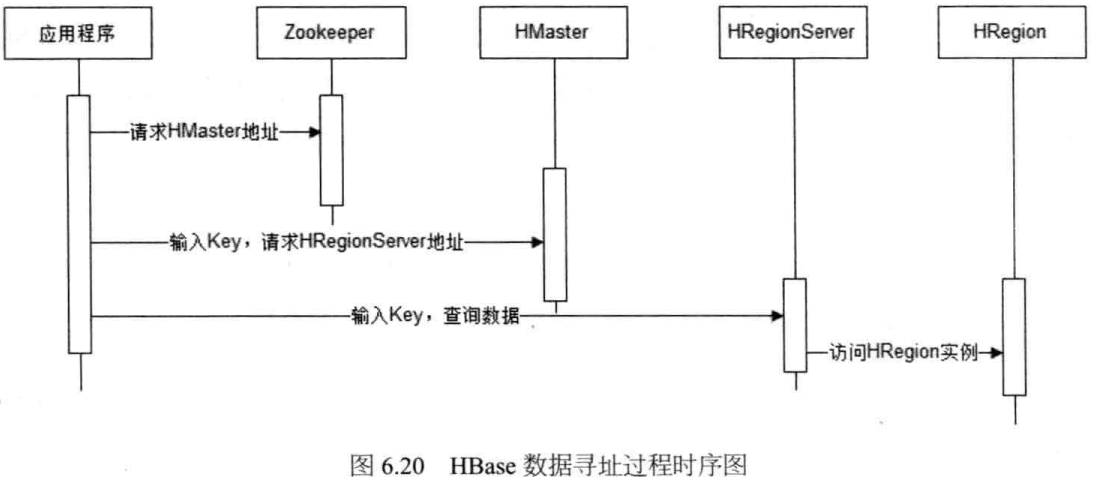 应用程序
Zookeeper
HMaster
HRegionServer
HRegion
请求HMaster地址
输入Key，请求HRegionServer地址
输入Key，查询数据
访问HRegion实例
图 6.20 HBase 数据寻址过程时序图